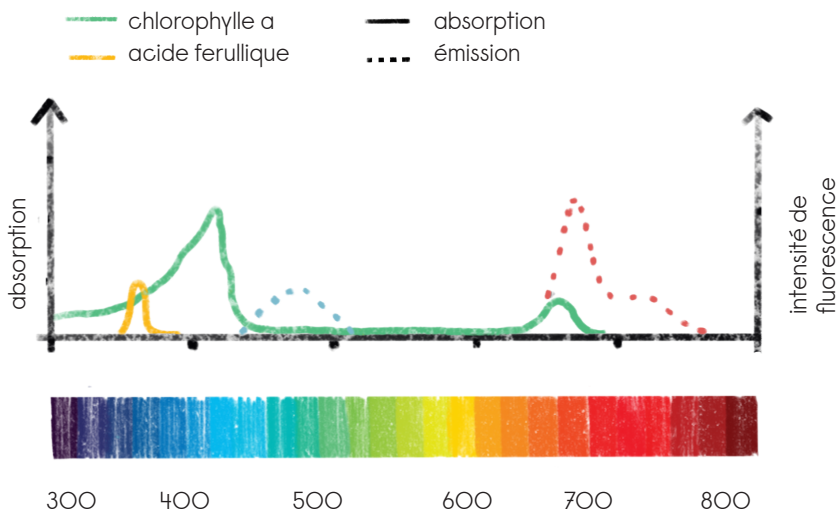 chlorophylle a
absorption
acide ferullique
émission
absorption
intensité de
fluorescence
300 400 500 600 700 800